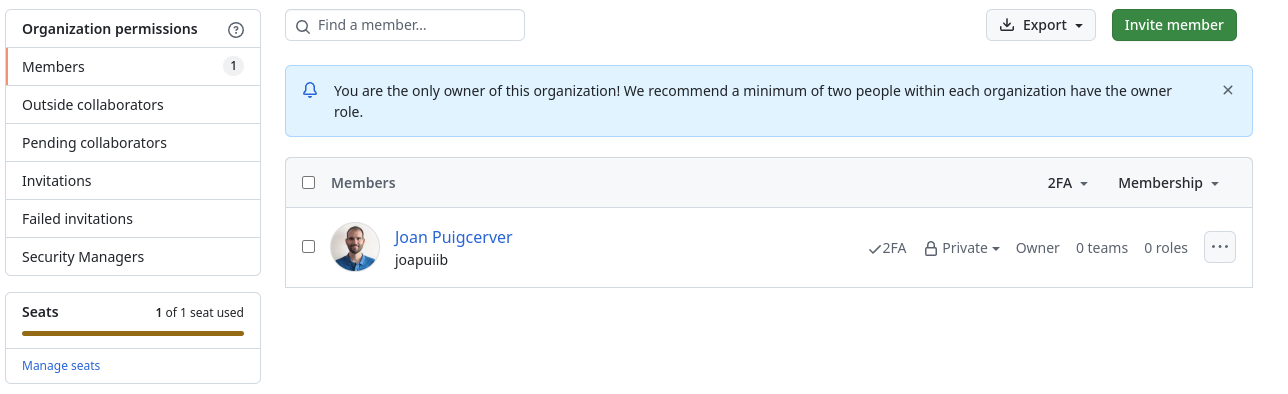 Organization permissions
Members 1
Outside collaborators
Pending collaborators
Invitations
Failed invitations
Security Managers
Seats 1 of 1 seat used
Manage seats
Find a member...
Export
Invite member
You are the only owner of this organization! We recommend a minimum of two people within each organization have the owner
role.
Members 2FA Membership
Joan Puigcerver
joapuiib
2FA Private Owner 0 teams 0 roles